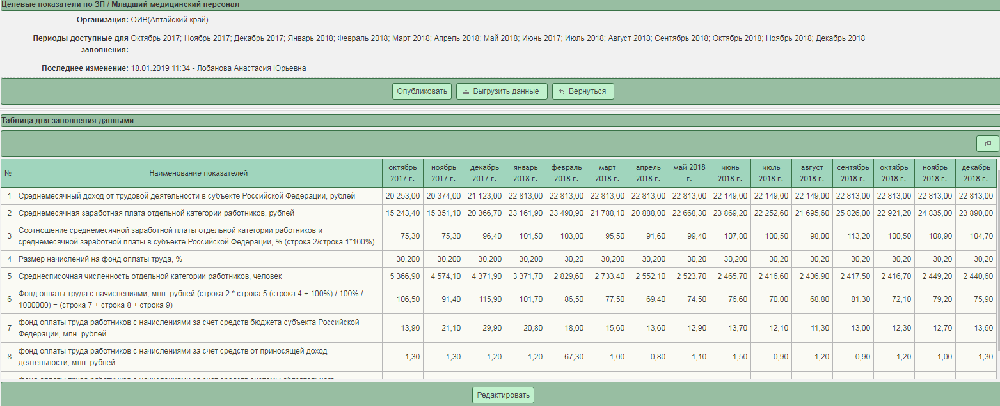 Целевые показатели по ЗП / Младший медицинский персонал
Организация: ОИВ(Алтайский край)
Периоды доступные для заполнения: Октябрь 2017; Ноябрь 2017; Декабрь 2017; Январь 2018; Февраль 2018; Март 2018; Апрель 2018; Май 2018; Июнь 2017; Июль 2018; Август 2018; Сентябрь 2018; Октябрь 2018; Ноябрь 2018; Декабрь 2018
Последнее изменение: 18.01.2019 11:34 - Лобанова Анастасия Юрьевна
Опубликовать Выгрузить данные Вернуться
Таблица для заполнения данными
№ Наименование показателей октябрь 2017 г. ноябрь 2017 г. декабрь 2017 г. январь 2018 г. февраль 2018 г. март 2018 г. апрель 2018 г. май 2018 г. июнь 2018 г. июль 2018 г. август 2018 г. сентябрь 2018 г. октябрь 2018 г. ноябрь 2018 г. декабрь 2018 г.
1 Среднемесячный доход от трудовой деятельности в субъекте Российской Федерации, рублей 20 253,00 20 374,00 21 123,00 22 813,00 22 813,00 22 813,00 22 813,00 22 813,00 22 149,00 22 149,00 22 149,00 22 813,00 22 813,00 22 813,00 22 813,00
2 Среднемесячная заработная плата отдельной категории работников, рублей 15 243,40 15 351,10 20 366,70 23 161,90 23 490,90 21 788,10 20 888,00 22 668,30 23 869,20 22 252,60 21 695,60 25 826,00 22 921,20 24 835,00 23 890,00
3 Соотношение среднемесячной заработной платы отдельной категории работников и
среднемесячной заработной платы в субъекте Российской Федерации, % (строка 2/строка 1*100%) 75,30 75,30 96,40 101,50 103,00 95,50 91,60 99,40 107,80 100,50 98,00 113,20 100,50 108,90 104,70
4 Размер начислений на фонд оплаты труда, % 30,200 30,200 30,200 30,200 30,20 30,200 30,200 30,20 30,200 30,20 30,20 30,20 30,20 30,20 30,20
5 Среднесписочная численность отдельной категории работников, человек 5 366,90 4 574,10 4 371,90 3 371,70 2 829,60 2 733,40 2 552,10 2 523,70 2 465,70 2 416,60 2 436,90 2 417,50 2 416,70 2 449,20 2 440,60
6 Фонд оплаты труда с начислениями, млн. рублей (строка 2 * строка 5 (строка 4 + 100%) / 100% /
1000000) = (строка 7 + строка 8 + строка 9) 106,50 91,40 115,90 101,70 86,50 77,50 69,40 74,50 76,60 70,00 68,80 81,30 72,10 79,20 75,90
7 фонд оплаты труда работников с начислениями за счет средств бюджета субъекта Российской
Федерации, млн. рублей 13,90 21,10 29,90 20,80 18,00 15,60 13,60 12,90 13,70 12,10 11,30 13,00 12,30 12,70 13,60
8 фонд оплаты труда работников с начислениями за счет средств от приносящей доход
деятельности, млн. рублей 1,30 1,30 1,20 1,20 67,30 1,00 0,80 1,10 1,50 0,90 1,20 0,90 1,20 1,00 1,30
Редактировать